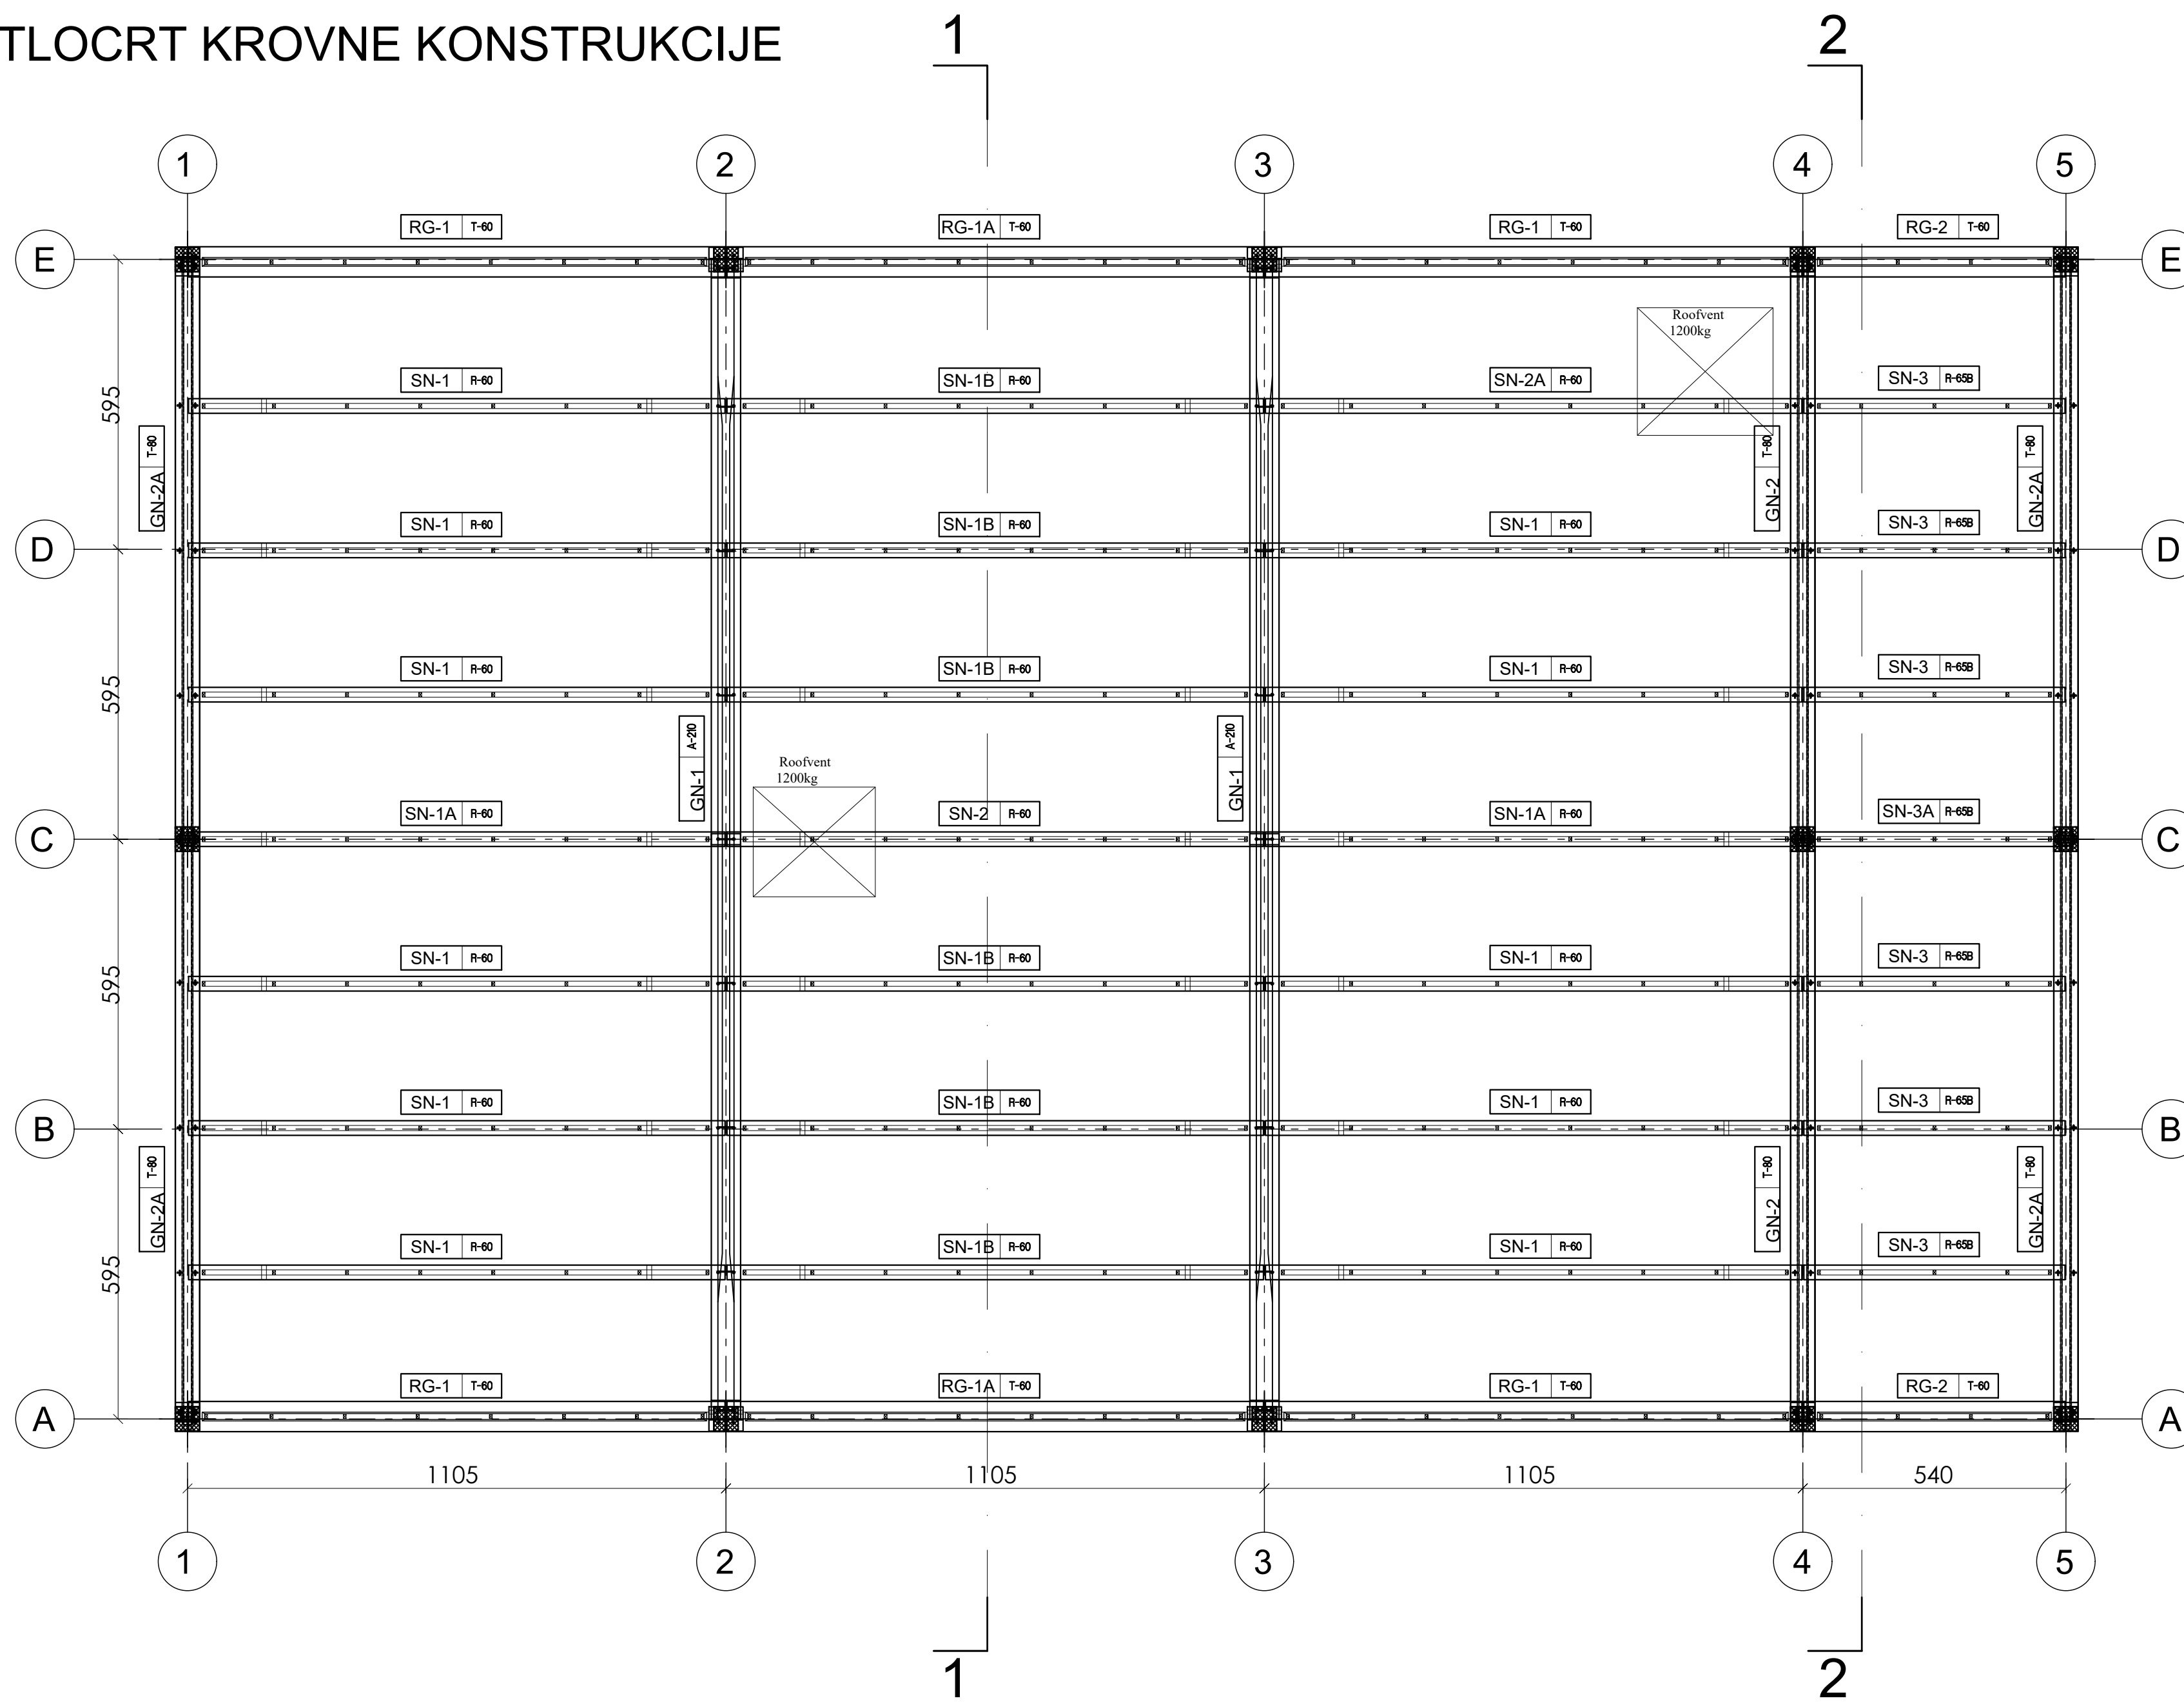 TLOCRT KROVNE KONSTRUKCIJE
1 2
1 2 3 4 5
RG-1 T-60 RG-1A T-60 RG-1 T-60 RG-2 T-60
E E
Roofvent
1200kg
SN-1 R-60 SN-1B R-60 SN-2A R-60 SN-3 R-65B
595
GN-2A T-80 GN-2 T-80 GN-2A T-80
SN-1 R-60 SN-1B R-60 SN-1 R-60 SN-3 R-65B
D D
SN-1 R-60 SN-1B R-60 SN-1 R-60 SN-3 R-65B
595
GN-1 A-210 GN-1 A-210
Roofvent
1200kg
SN-1A R-60 SN-2 R-60 SN-1A R-60 SN-3A R-65B
C C
SN-1 R-60 SN-1B R-60 SN-1 R-60 SN-3 R-65B
595
SN-1 R-60 SN-1B R-60 SN-1 R-60 SN-3 R-65B
B B
GN-2A T-80 GN-2 T-80 GN-2A T-80
SN-1 R-60 SN-1B R-60 SN-1 R-60 SN-3 R-65B
595
RG-1 T-60 RG-1A T-60 RG-1 T-60 RG-2 T-60
A A
1105 1105 1105 540
1 2 3 4 5
1 2